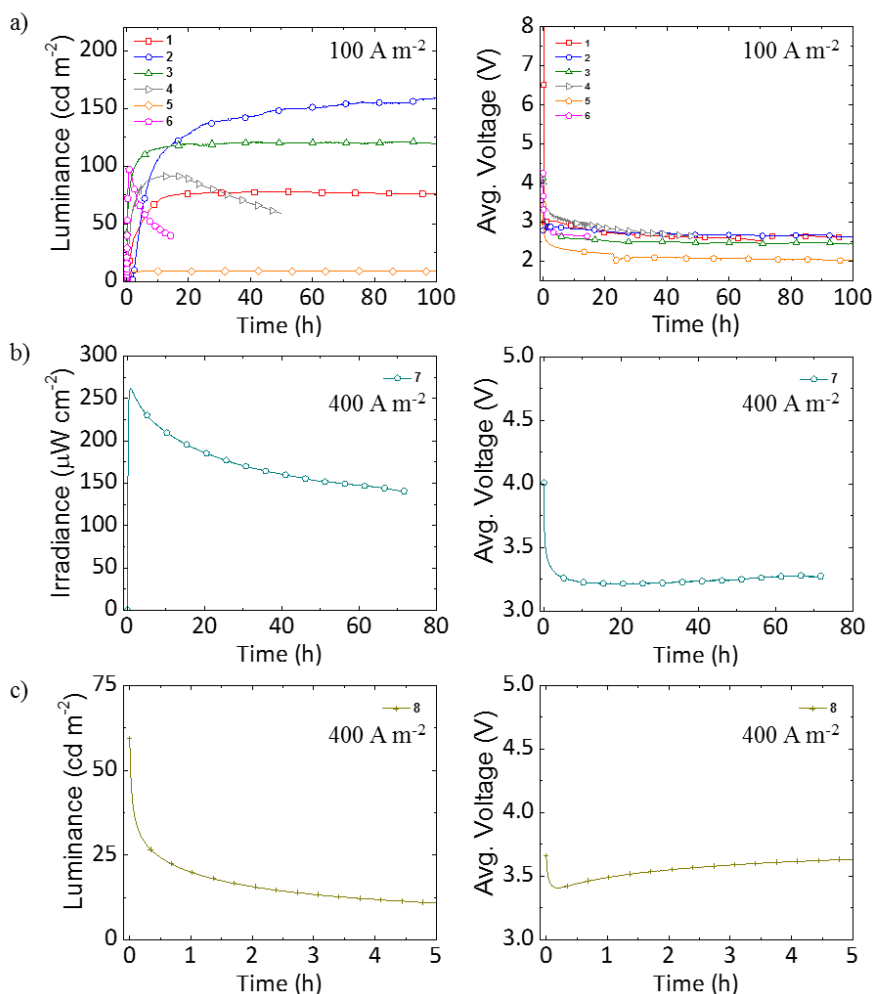 a)
Luminance (cd m-2)
200
150
100
50
0
1
2
3
4
5
6
100 A m-2
0 20 40 60 80 100
Time (h)
Avg. Voltage (V)
8
7
6
5
4
3
2
1
2
3
4
5
6
100 A m-2
0 20 40 60 80 100
Time (h)
b)
Irradiance (μW cm-2)
300
250
200
150
100
50
0
7
400 A m-2
0 20 40 60 80
Time (h)
Avg. Voltage (V)
5.0
4.5
4.0
3.5
3.0
7
400 A m-2
0 20 40 60 80
Time (h)
c)
Luminance (cd m-2)
75
50
25
0
8
400 A m-2
0 1 2 3 4 5
Time (h)
Avg. Voltage (V)
5.0
4.5
4.0
3.5
3.0
8
400 A m-2
0 1 2 3 4 5
Time (h)